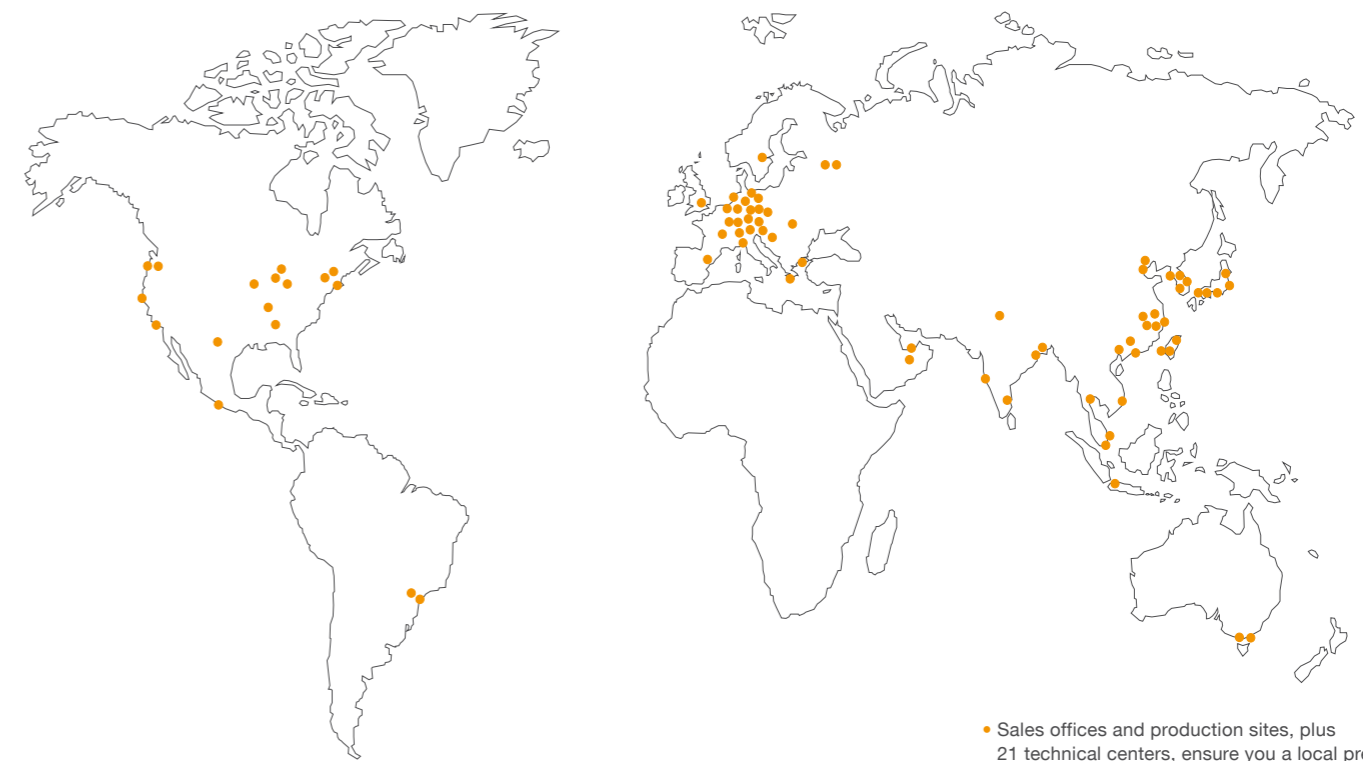 Sales offices and production sites, plus
21 technical centers, ensure you a local